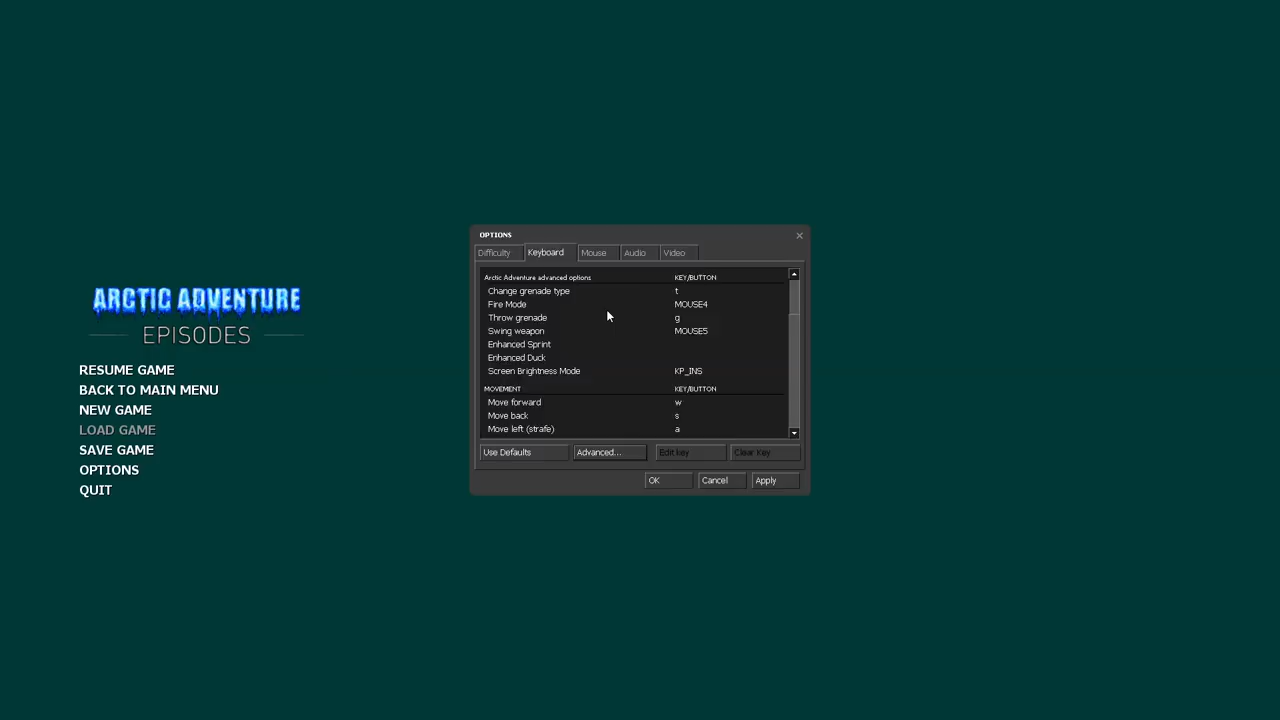 ARCTIC ADVENTURE
EPISODES
RESUME GAME
BACK TO MAIN MENU
NEW GAME
LOAD GAME
SAVE GAME
OPTIONS
QUIT
OPTIONS
Difficulty Keyboard Mouse Audio Video
Arctic Adventure advanced options KEY/BUTTON
Change grenade type t
Fire Mode MOUSE4
Throw grenade g
Swing weapon MOUSE5
Enhanced Sprint
Enhanced Duck
Screen Brightness Mode KP_INS
MOVEMENT KEY/BUTTON
Move forward w
Move back s
Move left (strafe) a
Use Defaults Advanced... Edit key Clear Key
OK Cancel Apply